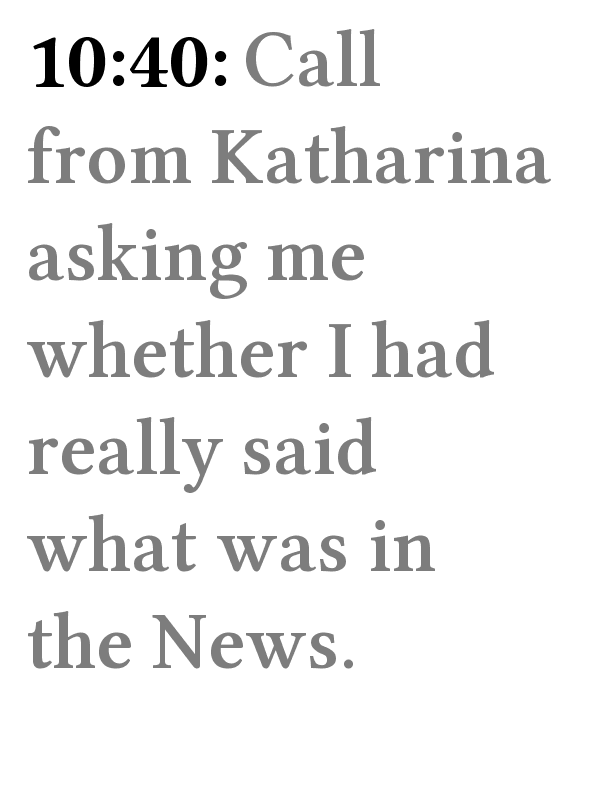 10:40: Call
from Katharina
asking me
whether I had
really said
what was in
the News.